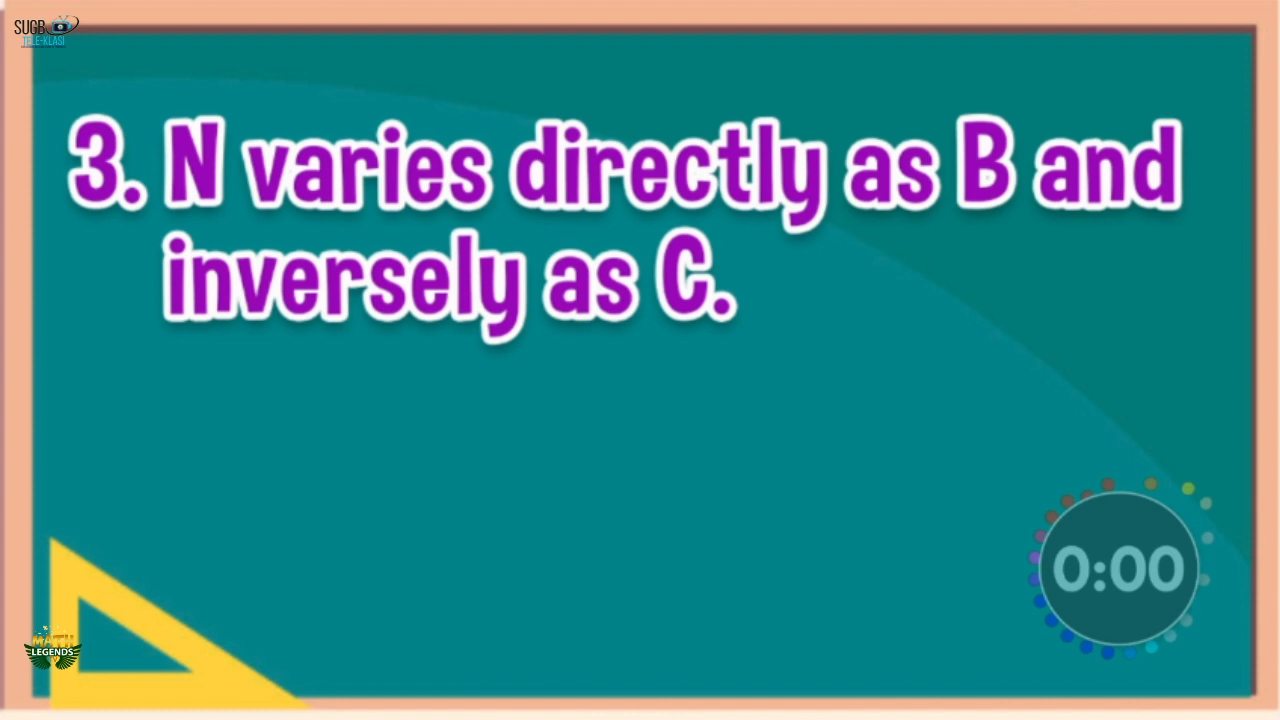 SUGB
TELE-KLASI
3. N varies directly as B and
inversely as C.
0:00
MATH
LEGENDS